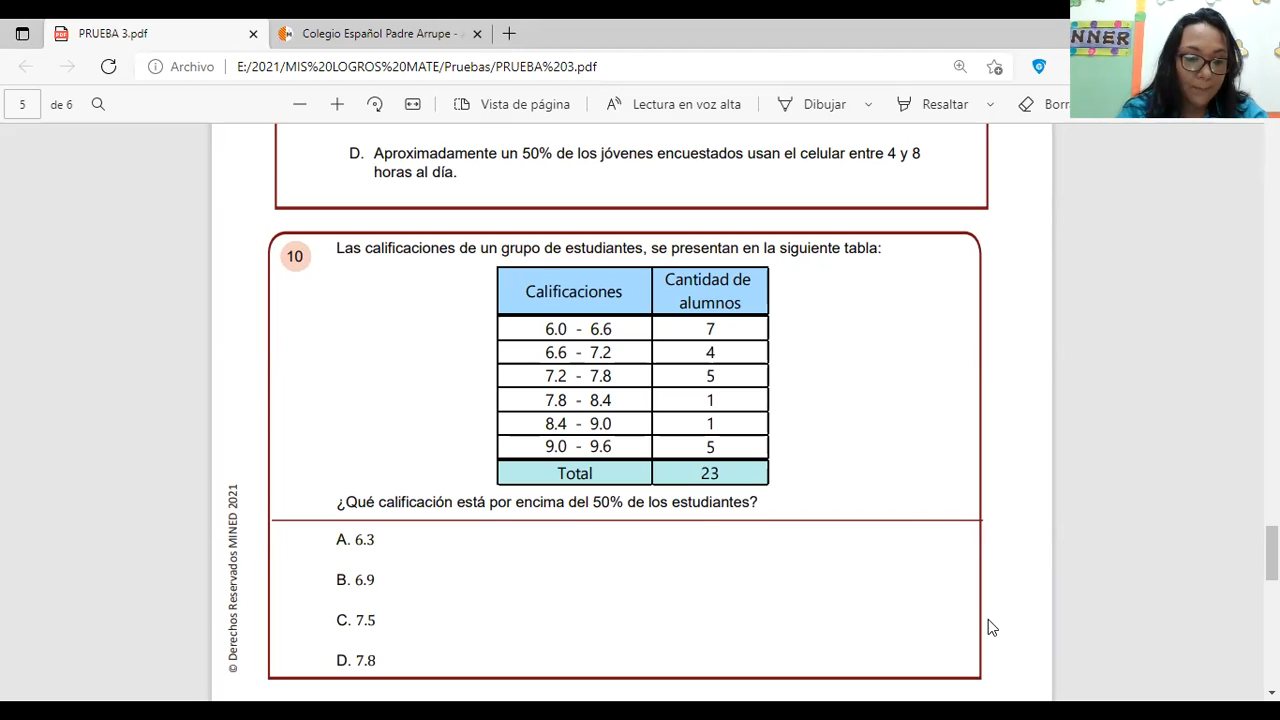 PRUEBA 3.pdf
Colegio Español Padre Arrupe -
Archivo
E:/2021/MIS%20LOGROS%20MATE/Pruebas/PRUEBA%203.pdf
NNER
5 de 6
Vista de página
Lectura en voz alta
Dibujar
Resaltar
Borr
D. Aproximadamente un 50% de los jóvenes encuestados usan el celular entre 4 y 8
horas al día.
10 Las calificaciones de un grupo de estudiantes, se presentan en la siguiente tabla:
Calificaciones Cantidad de alumnos
6.0 - 6.6 7
6.6 - 7.2 4
7.2 - 7.8 5
7.8 - 8.4 1
8.4 - 9.0 1
9.0 - 9.6 5
Total 23
¿Qué calificación está por encima del 50% de los estudiantes?
A. 6.3
B. 6.9
C. 7.5
D. 7.8
© Derechos Reservados MINED 2021